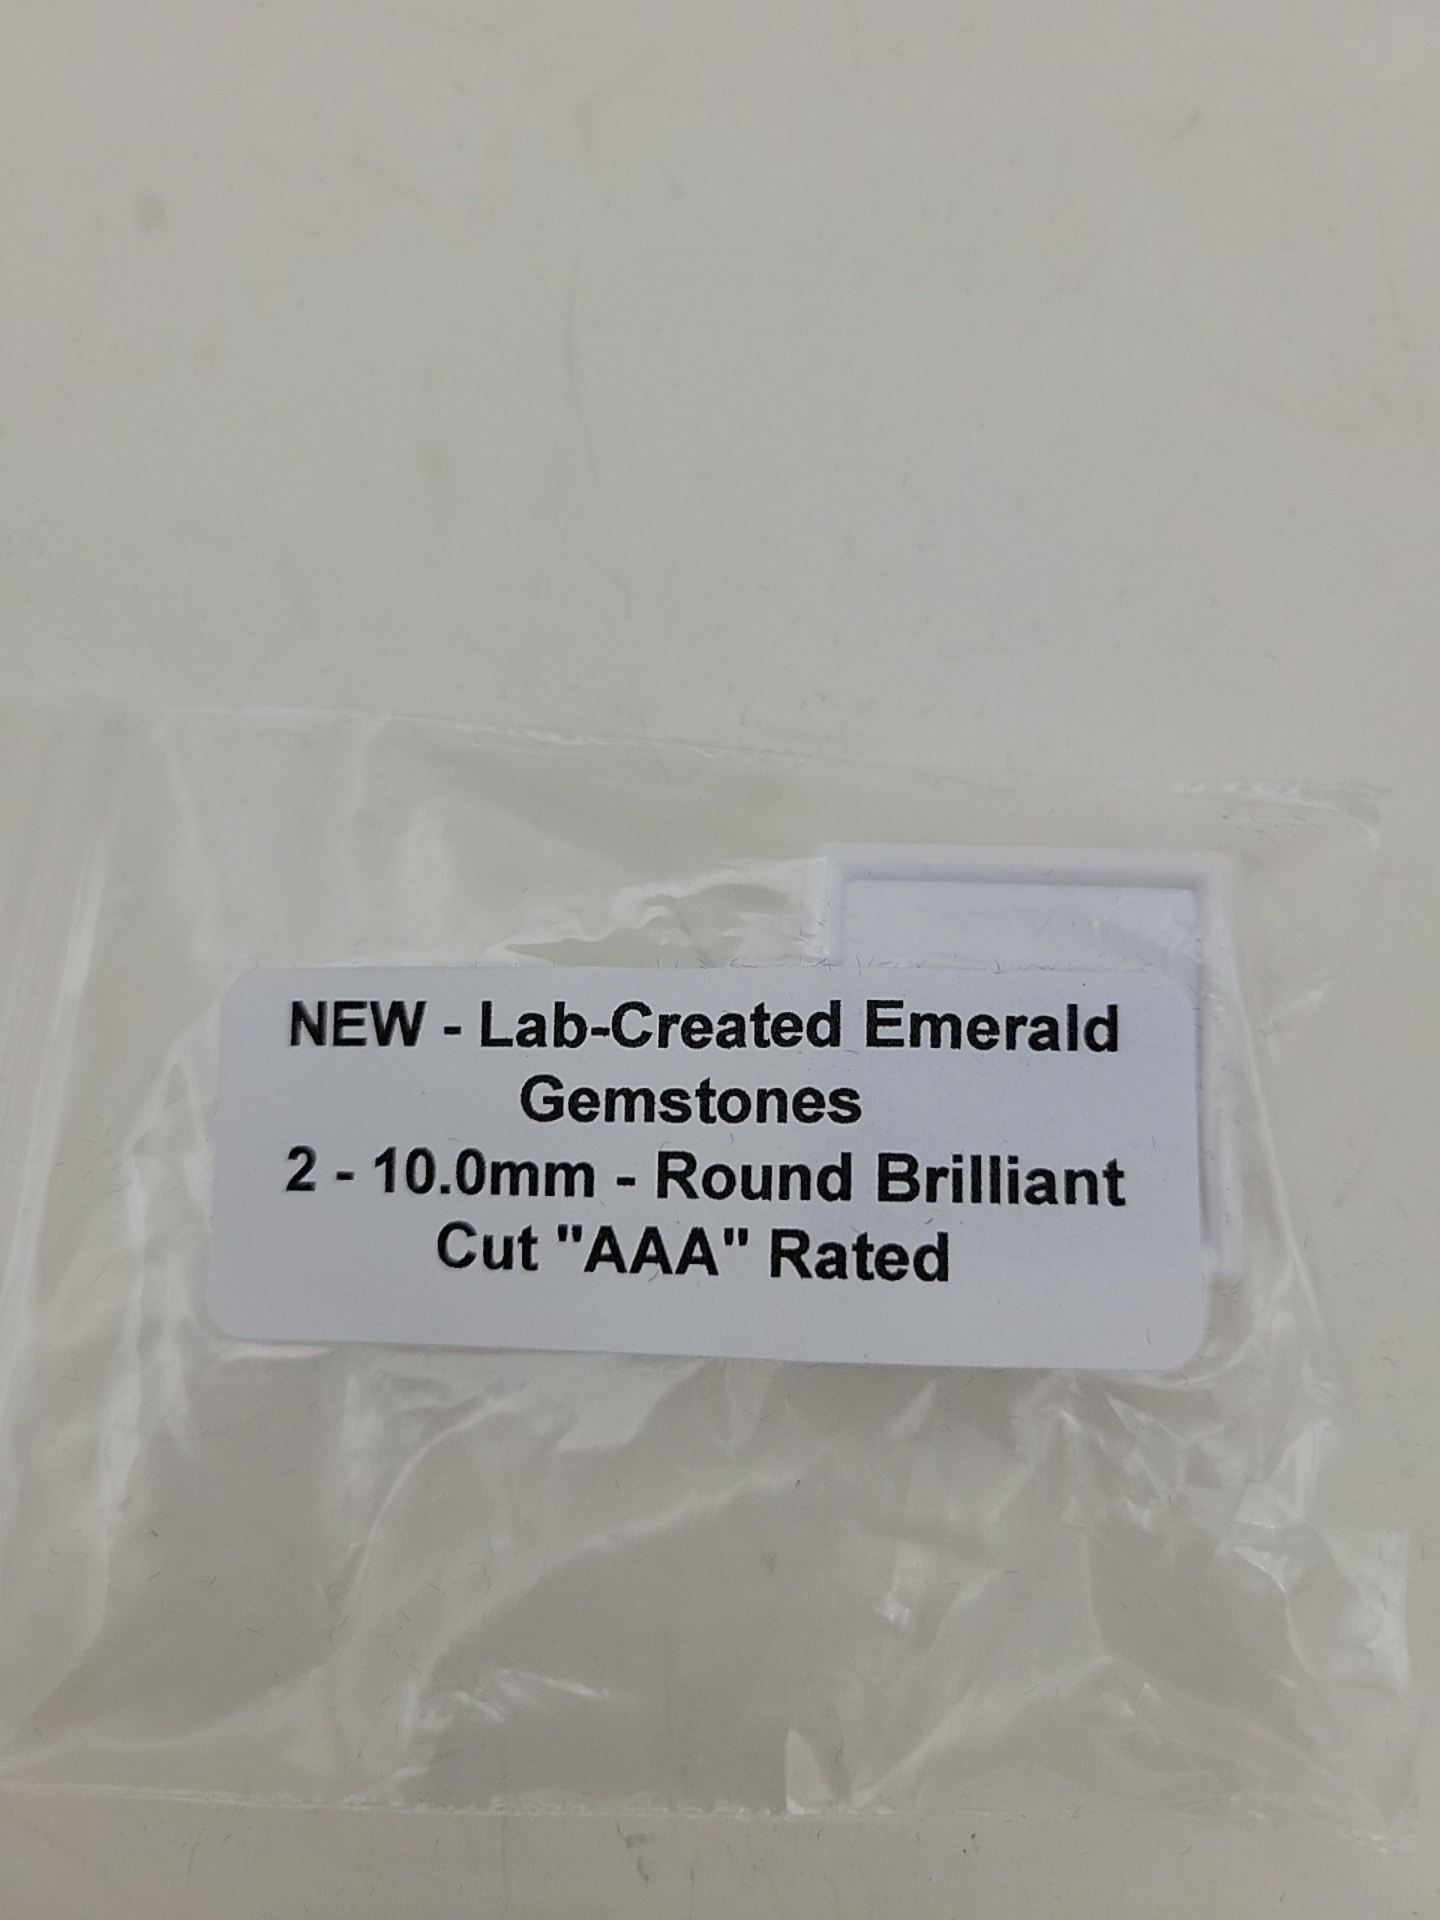 NEW - Lab-Created Emerald
Gemstones
2 - 10.0mm - Round Brilliant
Cut "AAA" Rated